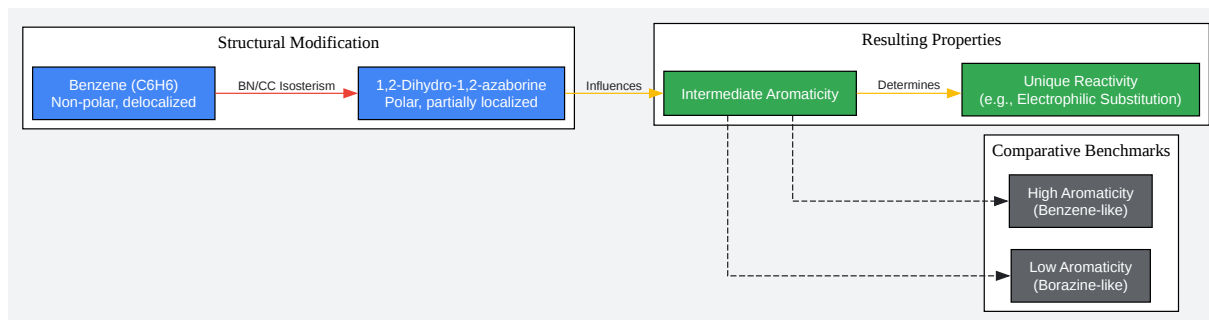 Structural Modification
Benzene (C6H6)
Non-polar, delocalized
BN/CC Isosterism
1,2-Dihydro-1,2-azaborine
Polar, partially localized
Influences
Resulting Properties
Intermediate Aromaticity
Determines
Unique Reactivity
(e.g., Electrophilic Substitution)
Comparative Benchmarks
High Aromaticity
(Benzene-like)
Low Aromaticity
(Borazine-like)